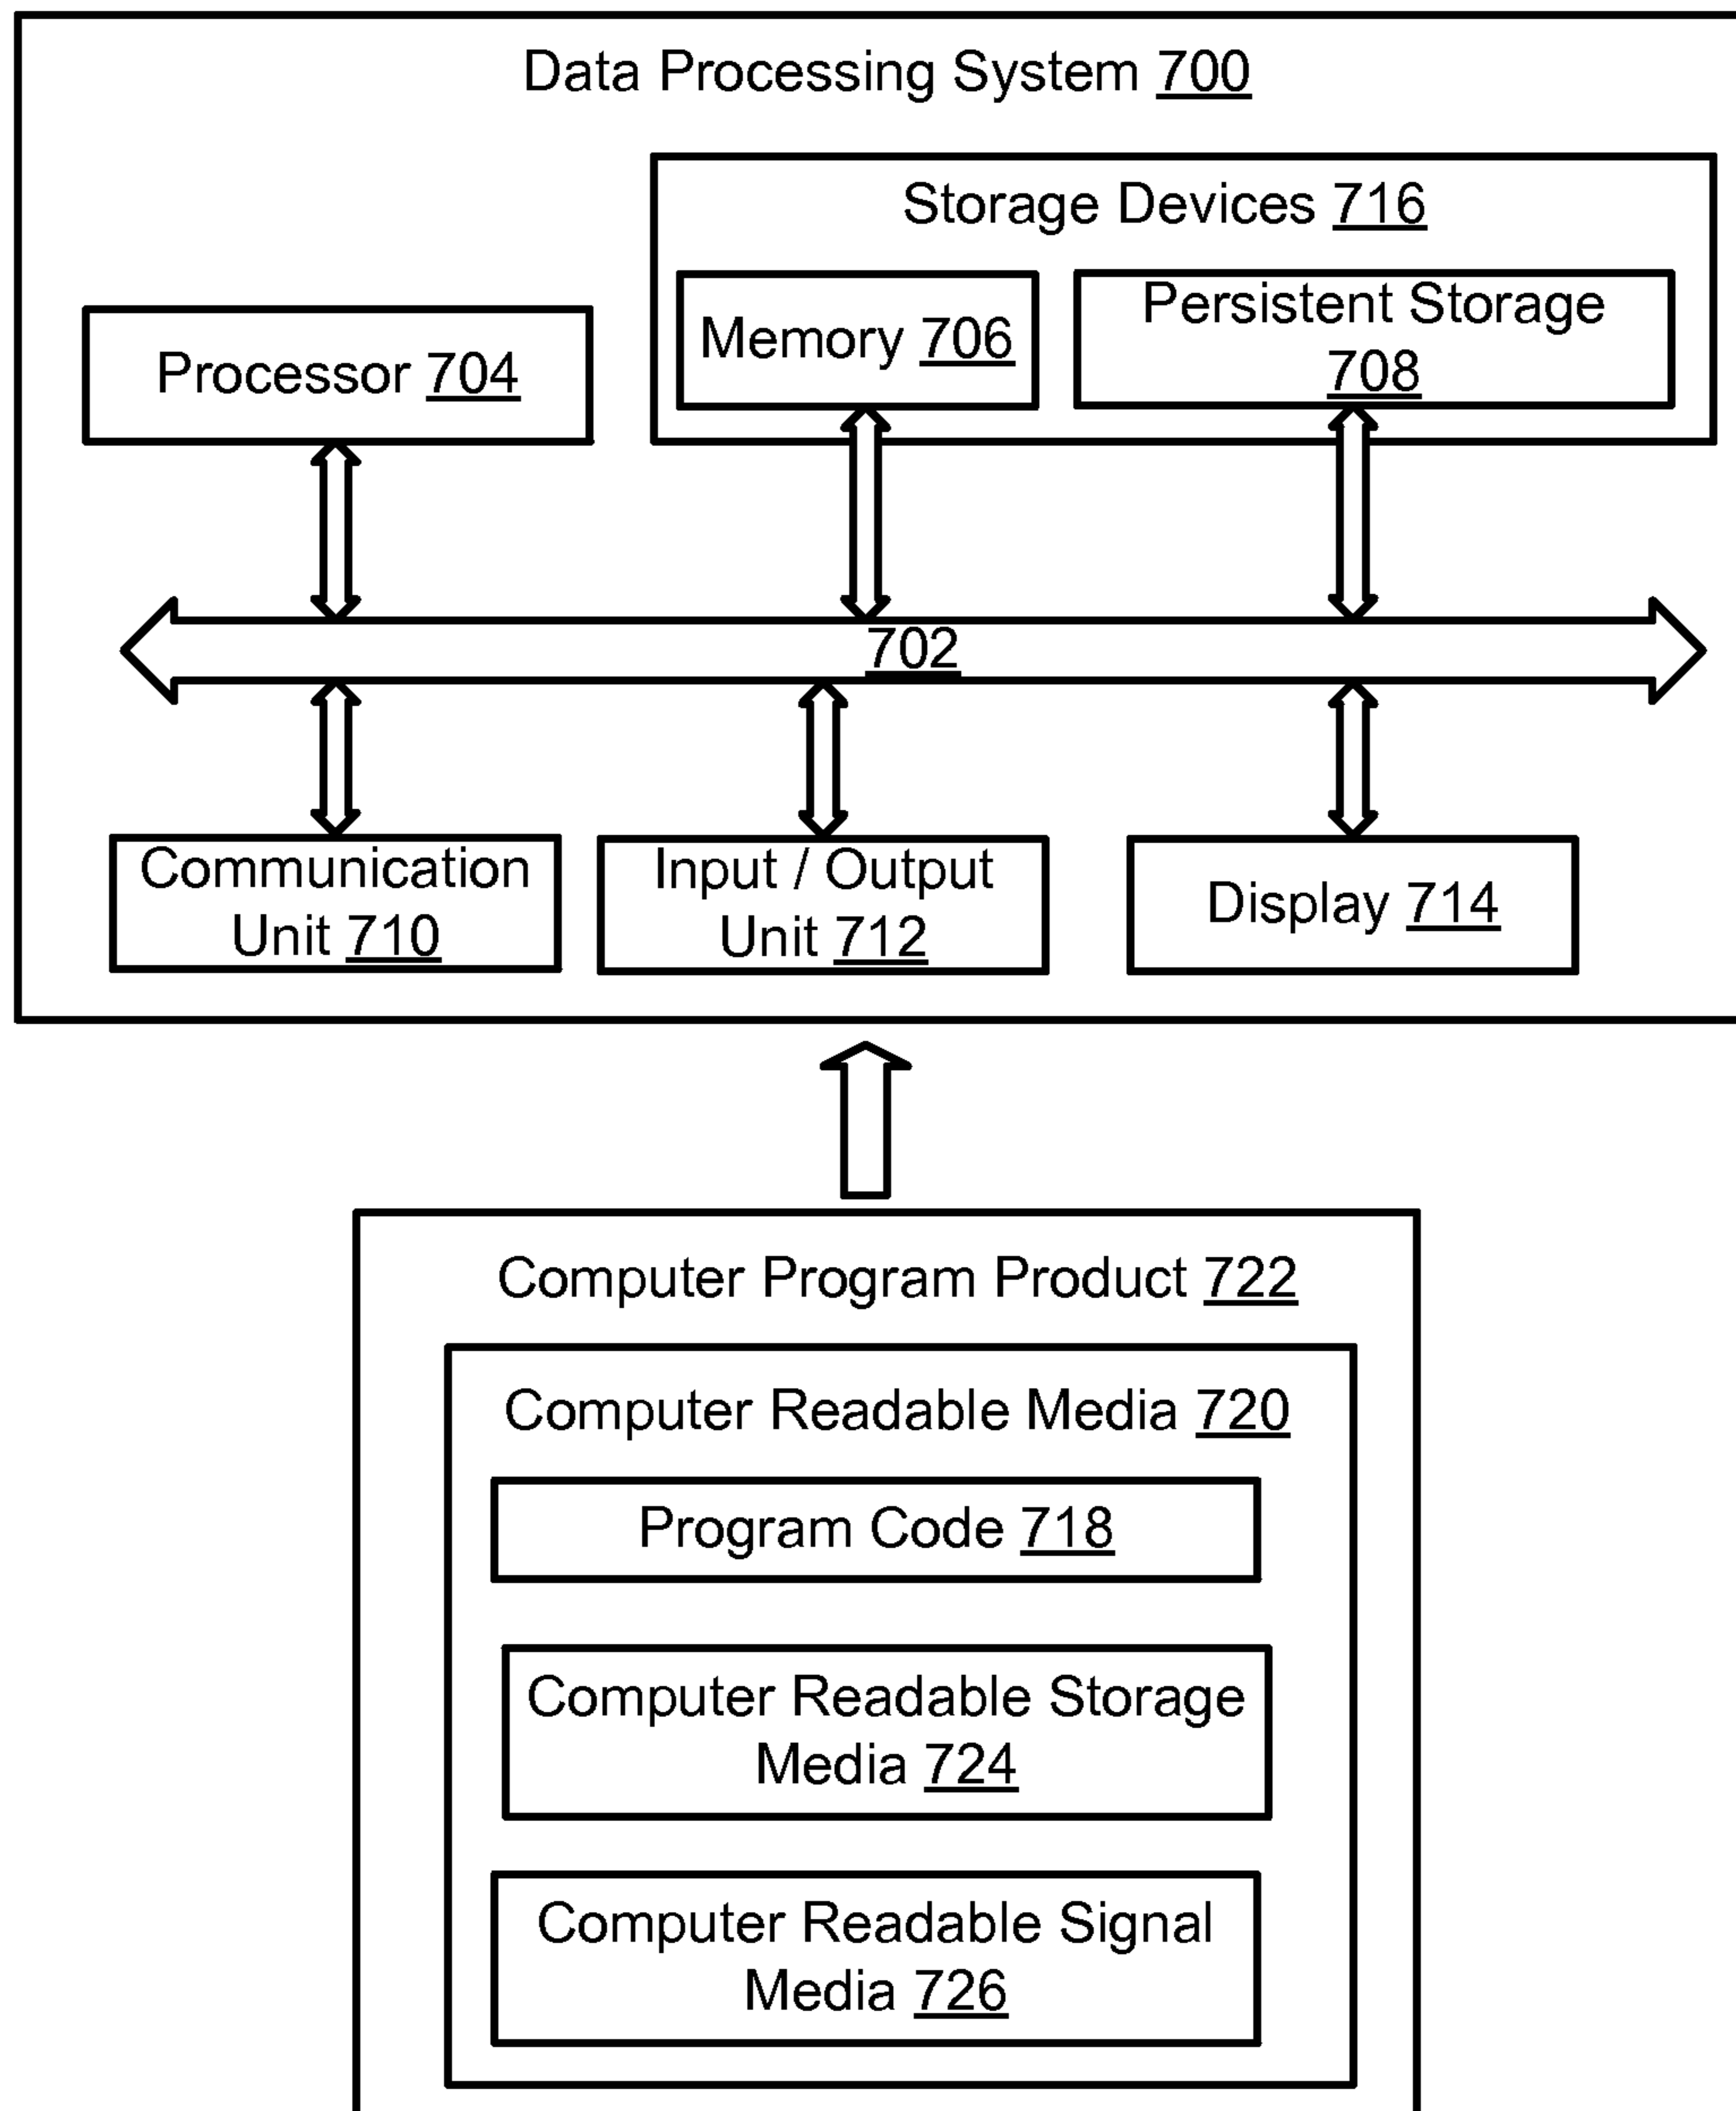 Data Processing System 700
Storage Devices 716
Memory 706
Persistent Storage
708
Processor 704
702
Communication
Unit 710
Input / Output
Unit 712
Display 714
Computer Program Product 722
Computer Readable Media 720
Program Code 718
Computer Readable Storage
Media 724
Computer Readable Signal
Media 726